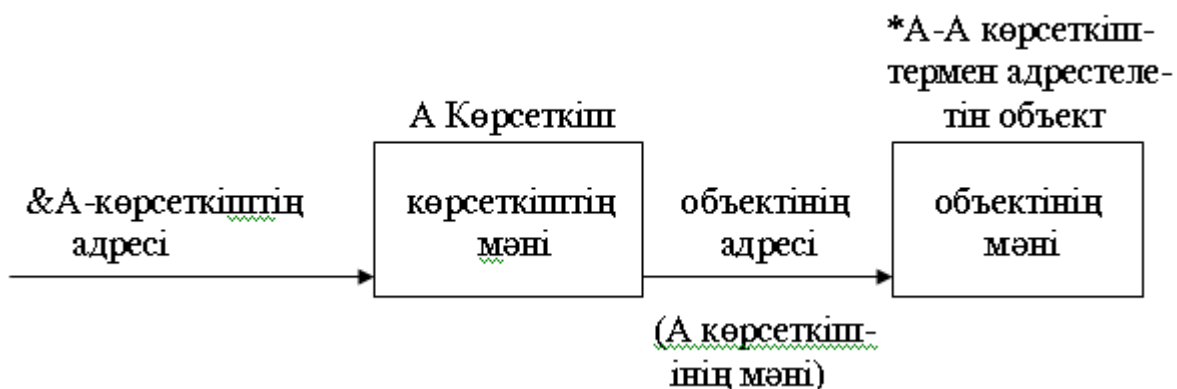 *А-А көрсеткіш-
термен адрестеле-
тін объект
А Көрсеткіш
&А-көрсеткіштің
адресі
көрсеткіштің
мәні
объектінің
адресі
объектінің
мәні
(А көрсеткіш-
інің мәні)